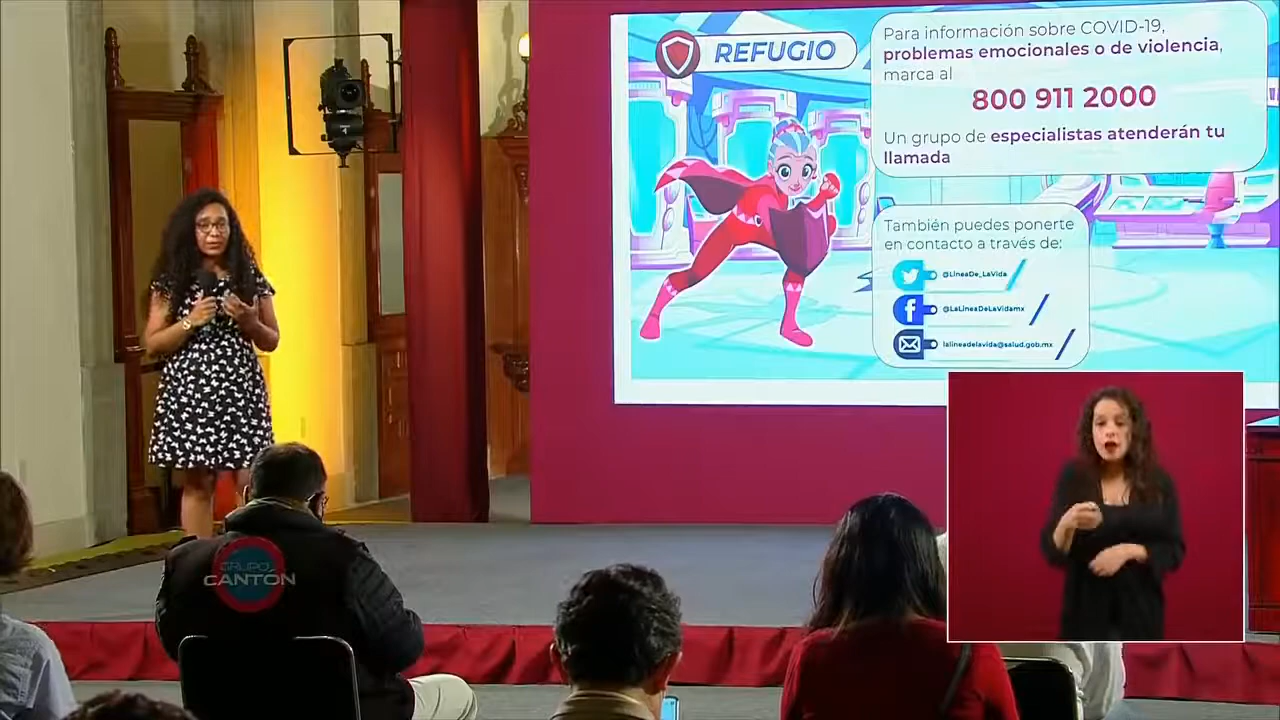 REFUGIO
Para información sobre COVID-19,
problemas emocionales o de violencia,
marca al
800 911 2000
Un grupo de especialistas atenderán tu
llamada
También puedes ponerte
en contacto a través de:
@LineaDe_LaVida
@LaLineaDeLaVidamx
lalineadelavida@salud.gob.mx
GRUPO
CANTÓN